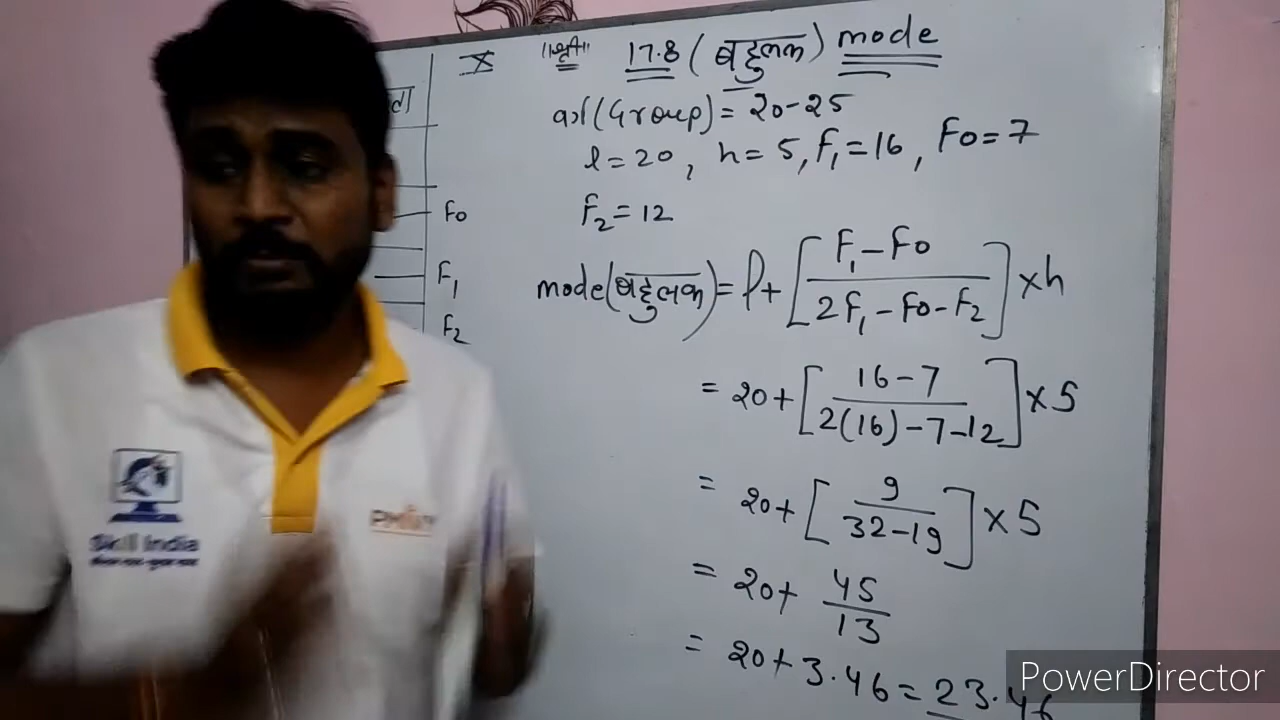 ॥श्री॥ 17.8 (बहुलक) mode
वर्ग(Group) = 20-25
l = 20, h = 5, F₁ = 16, F0 = 7
F₂ = 12
F0
F₁
F₂
mode(बहुलक) = l + [F₁ - F0 / 2F₁ - F0 - F₂] × h
= 20 + [16 - 7 / 2(16) - 7 - 12] × 5
= 20 + [9 / 32 - 19] × 5
= 20 + 45 / 13
= 20 + 3.46 = 23.46
Skill India
PowerDirector